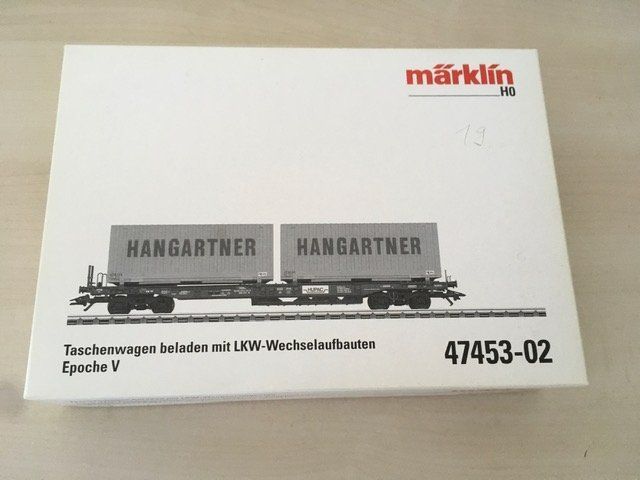 märklin
H0
19
HANGARTNER HANGARTNER
HUPAC
Taschenwagen beladen mit LKW-Wechselaufbauten
Epoche V
47453-02